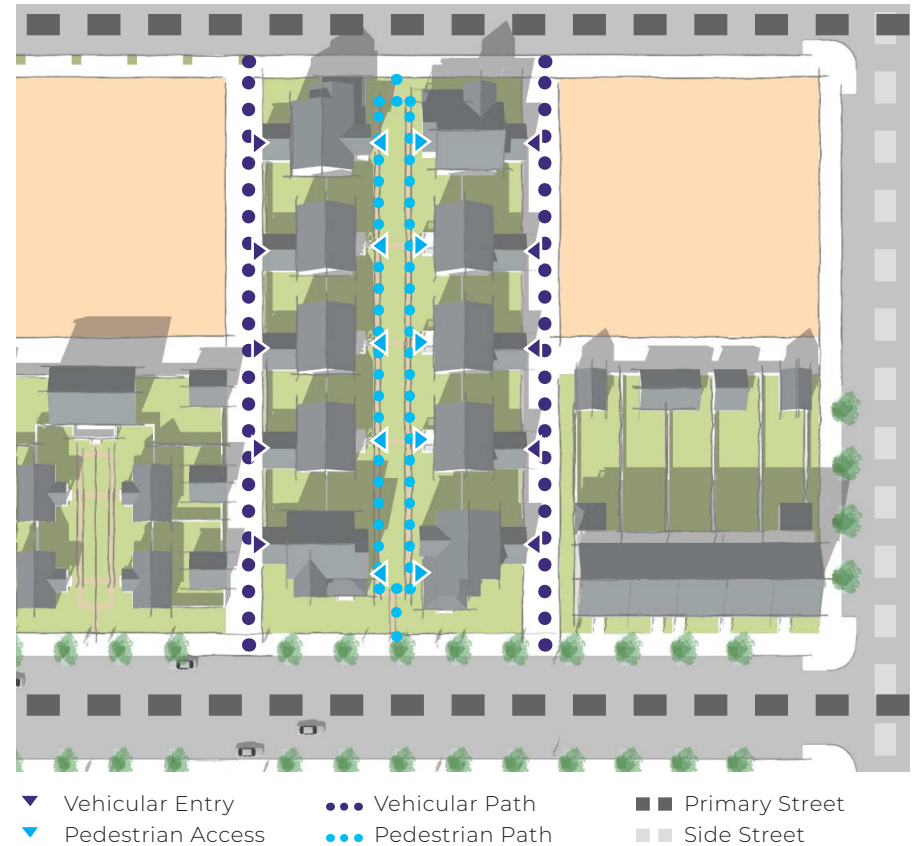 Vehicular Entry
Vehicular Path
Primary Street
Pedestrian Access
Pedestrian Path
Side Street